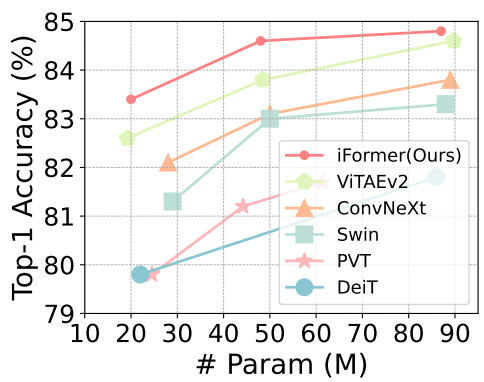 85
84
83
82
81
80
79
10 20 30 40 50 60 70 80 90
Top-1 Accuracy (%)
# Param (M)
iFormer(Ours)
ViTAEv2
ConvNeXt
Swin
PVT
DeiT